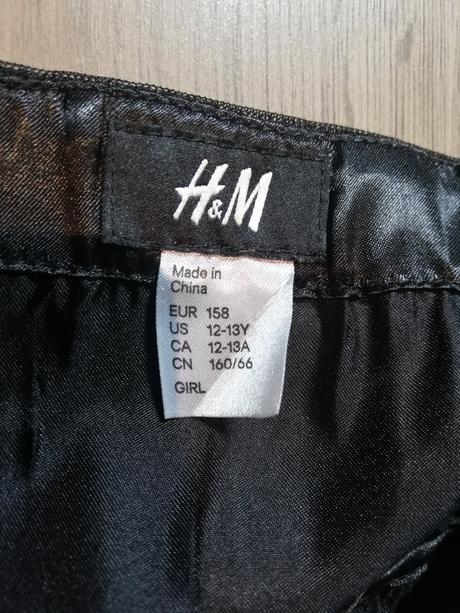 H&M
Made in
China
EUR 158
US 12-13Y
CA 12-13A
CN 160/66
GIRL